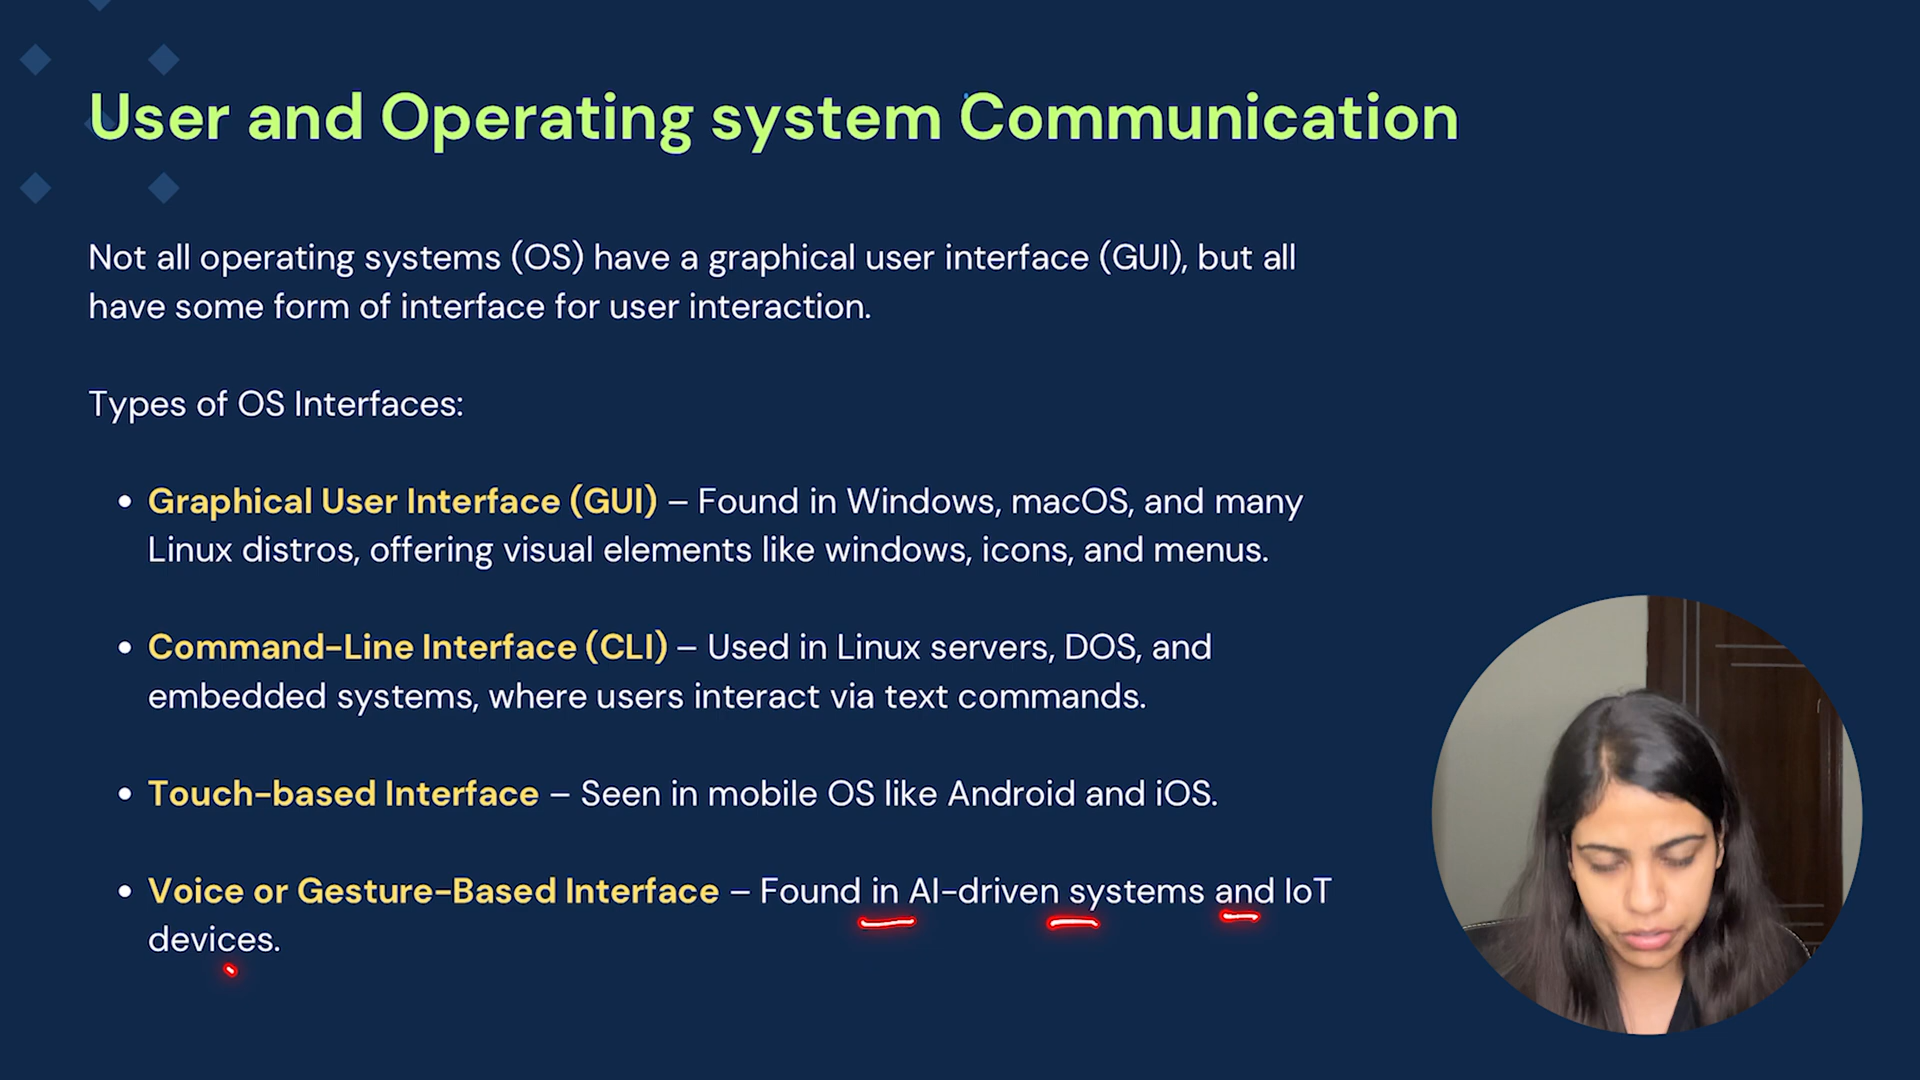 User and Operating system Communication
Not all operating systems (OS) have a graphical user interface (GUI), but all
have some form of interface for user interaction.
Types of OS Interfaces:
• Graphical User Interface (GUI) – Found in Windows, macOS, and many
Linux distros, offering visual elements like windows, icons, and menus.
• Command-Line Interface (CLI) – Used in Linux servers, DOS, and
embedded systems, where users interact via text commands.
• Touch-based Interface – Seen in mobile OS like Android and iOS.
• Voice or Gesture-Based Interface – Found in AI-driven systems and IoT
devices.